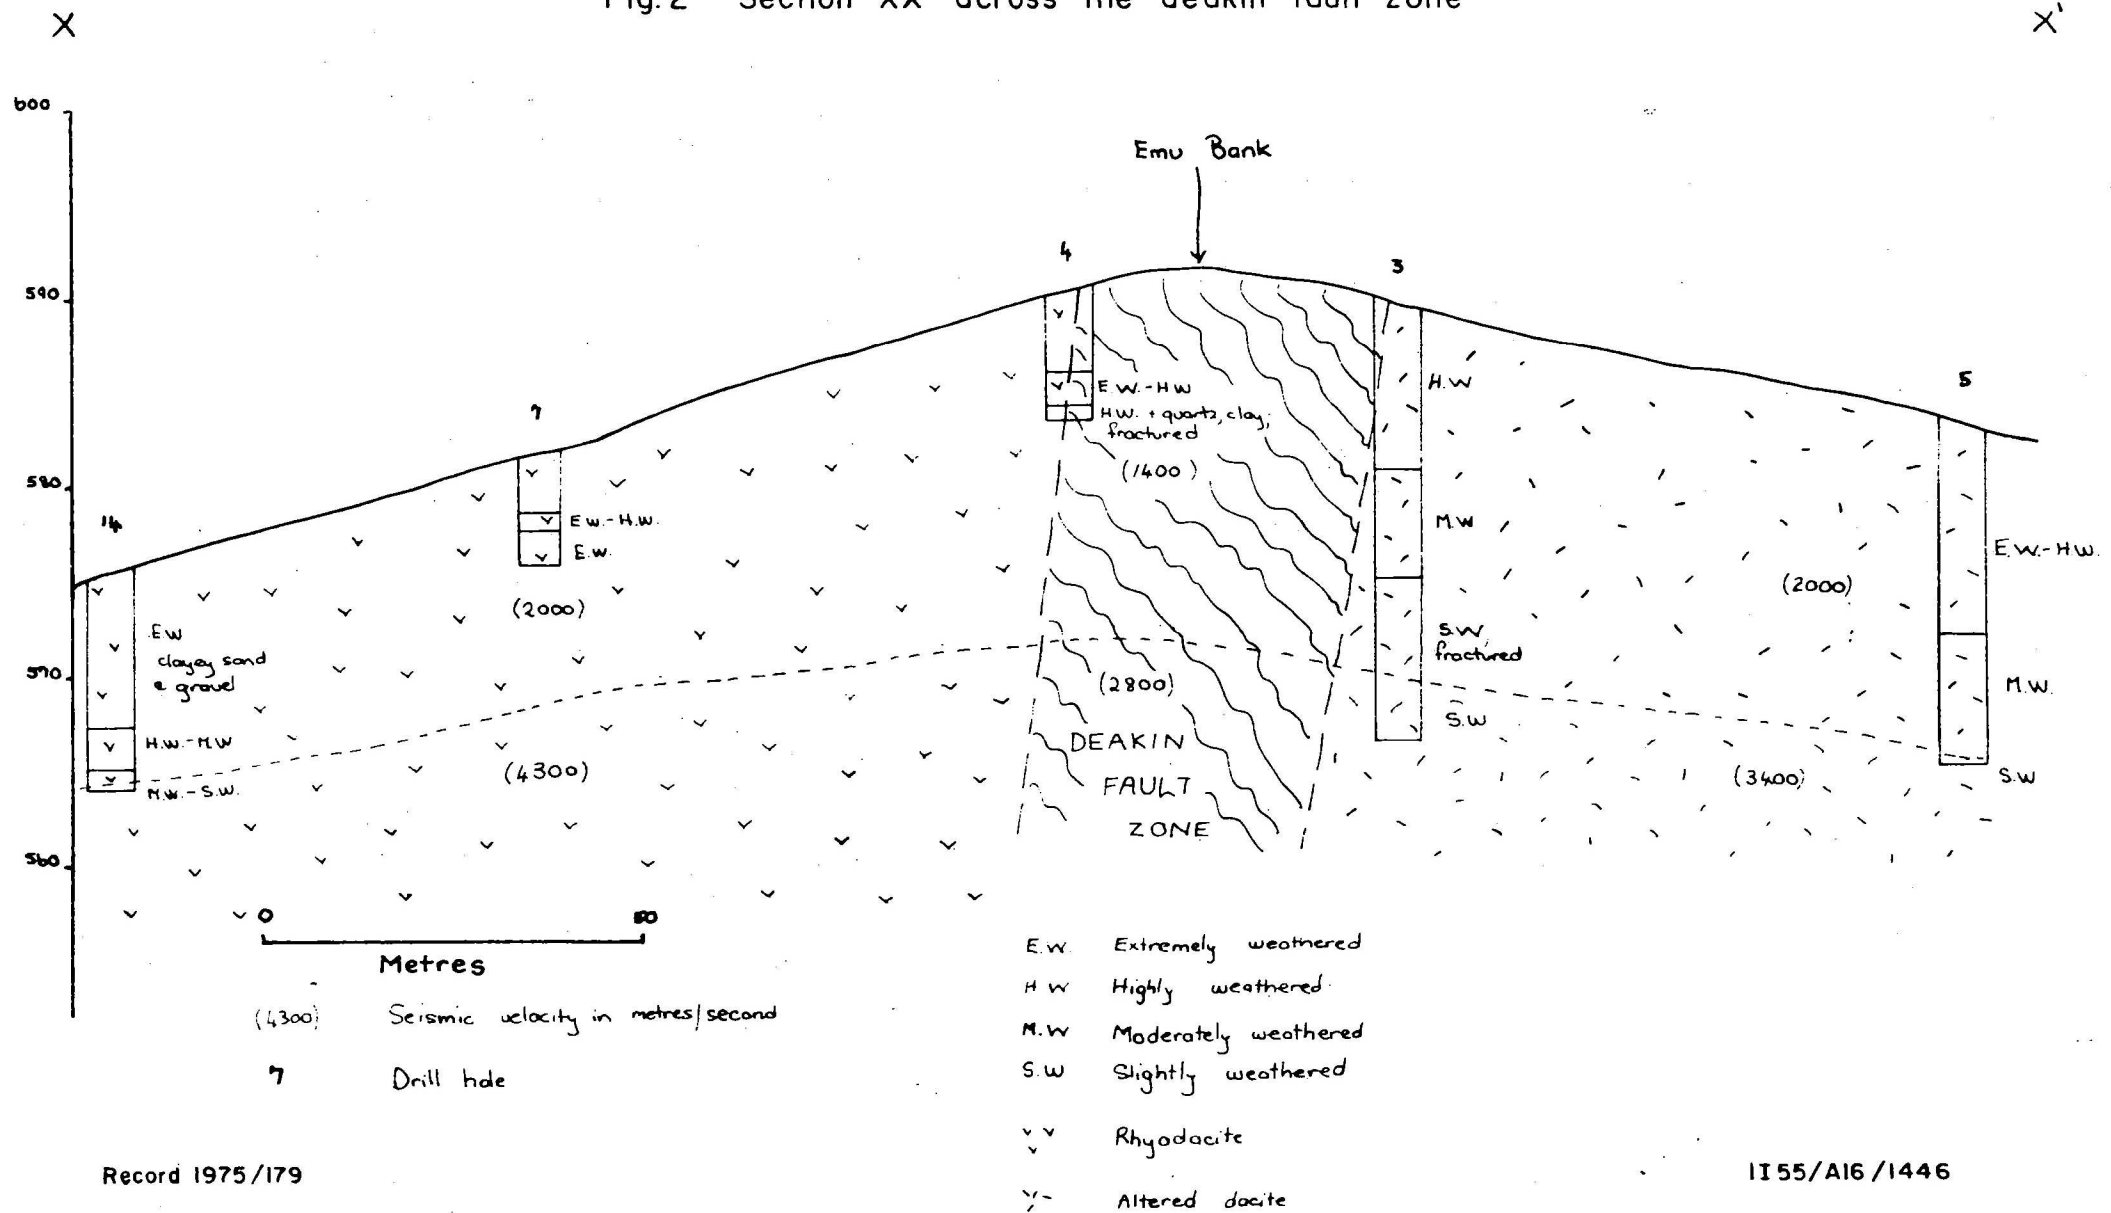 Fig. 2 Section XX' across the deakin fault zone
X
X'
600
Emu Bank
4
3
590
5
7
H.W
E.W.-H.W
H.W. + quartz, clay,
fractured
(1400)
580
14
E.W.-H.W.
M.W
E.W.
E.W.-H.W.
(2000)
(2000)
E.W
clayey sand
& gravel
S.W,
fractured
570
(2800)
M.W.
S.W
H.W.-M.W
DEAKIN
(4300)
(3400)
S.W
M.W.-S.W.
FAULT
ZONE
560
0
50
Metres
E.W. Extremely weathered
H W Highly weathered
(4300) Seismic velocity in metres/second
M.W Moderately weathered
S.W Slightly weathered
7 Drill hole
Rhyodacite
Record 1975/179
1I55/A16/1446
Altered dacite